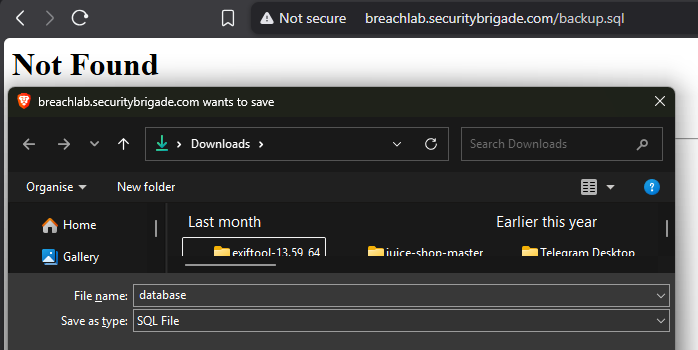 Not secure breachlab.securitybrigade.com/backup.sql
Not Found
breachlab.securitybrigade.com wants to save
Downloads
Search Downloads
Organise
New folder
Home
Gallery
Last month
Earlier this year
exiftool-13.59_64
juice-shop-master
Telegram Desktop
File name: database
Save as type: SQL File